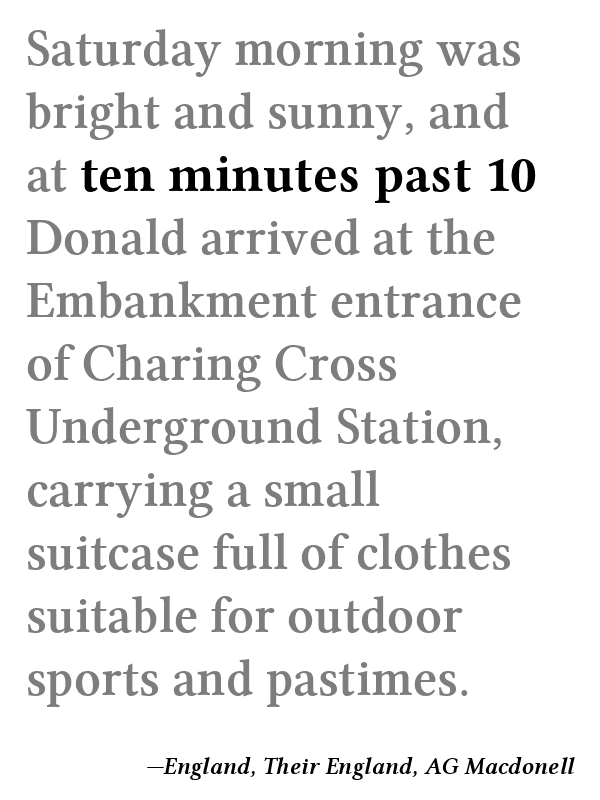 Saturday morning was
bright and sunny, and
at ten minutes past 10
Donald arrived at the
Embankment entrance
of Charing Cross
Underground Station,
carrying a small
suitcase full of clothes
suitable for outdoor
sports and pastimes.
—England, Their England, AG Macdonell